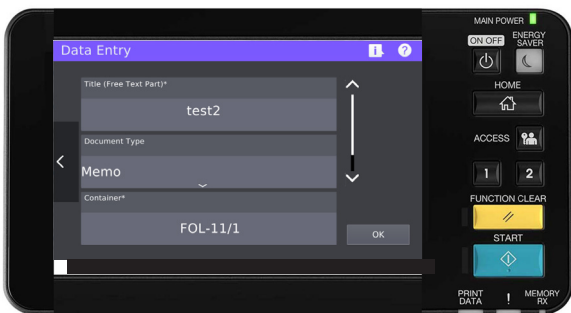 MAIN POWER
Data Entry
i
?
ON OFF
ENERGY
SAVER
Title (Free Text Part)*
test2
HOME
Document Type
Memo
ACCESS
Container*
FOL-11/1
OK
1
2
FUNCTION CLEAR
START
PRINT
DATA
!
MEMORY
RX